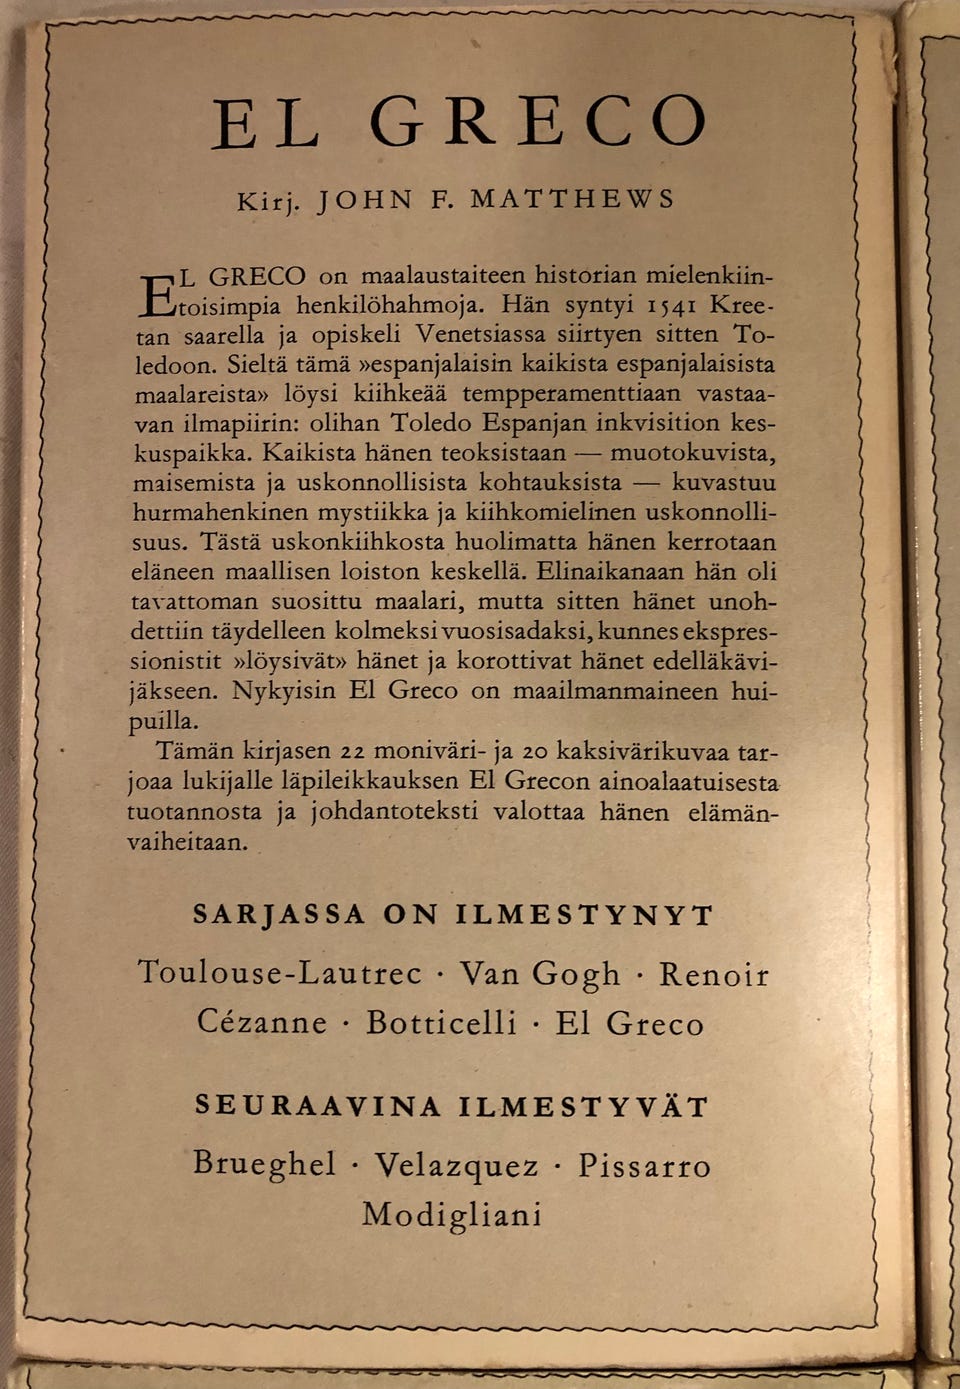 EL GRECO
Kirj. JOHN F. MATTHEWS
EL GRECO on maalaustaiteen historian mielenkiin-
toisimpia henkilöhahmoja. Hän syntyi 1541 Kree-
tan saarella ja opiskeli Venetsiassa siirtyen sitten To-
ledoon. Sieltä tämä »espanjalaisin kaikista espanjalaisista
maalareista» löysi kiihkeää tempperamenttiaan vastaa-
van ilmapiirin: olihan Toledo Espanjan inkvisition kes-
kuspaikka. Kaikista hänen teoksistaan — muotokuvista,
maisemista ja uskonnollisista kohtauksista — kuvastuu
hurmahenkinen mystiikka ja kiihkomielinen uskonnolli-
suus. Tästä uskonkiihkosta huolimatta hänen kerrotaan
eläneen maallisen loiston keskellä. Elinaikanaan hän oli
tavattoman suosittu maalari, mutta sitten hänet unoh-
dettiin täydelleen kolmeksi vuosisadaksi, kunnes ekspres-
sionistit »löysivät» hänet ja korottivat hänet edelläkävi-
jäkseen. Nykyisin El Greco on maailmanmaineen hui-
puilla.
Tämän kirjasen 22 moniväri- ja 20 kaksivärikuvaa tar-
joaa lukijalle läpileikkauksen El Grecon ainoalaatuisesta
tuotannosta ja johdantoteksti valottaa hänen elämän-
vaiheitaan.
SARJASSA ON ILMESTYNYT
Toulouse-Lautrec · Van Gogh · Renoir
Cézanne · Botticelli · El Greco
SEURAAVINA ILMESTYVÄT
Brueghel · Velazquez · Pissarro
Modigliani